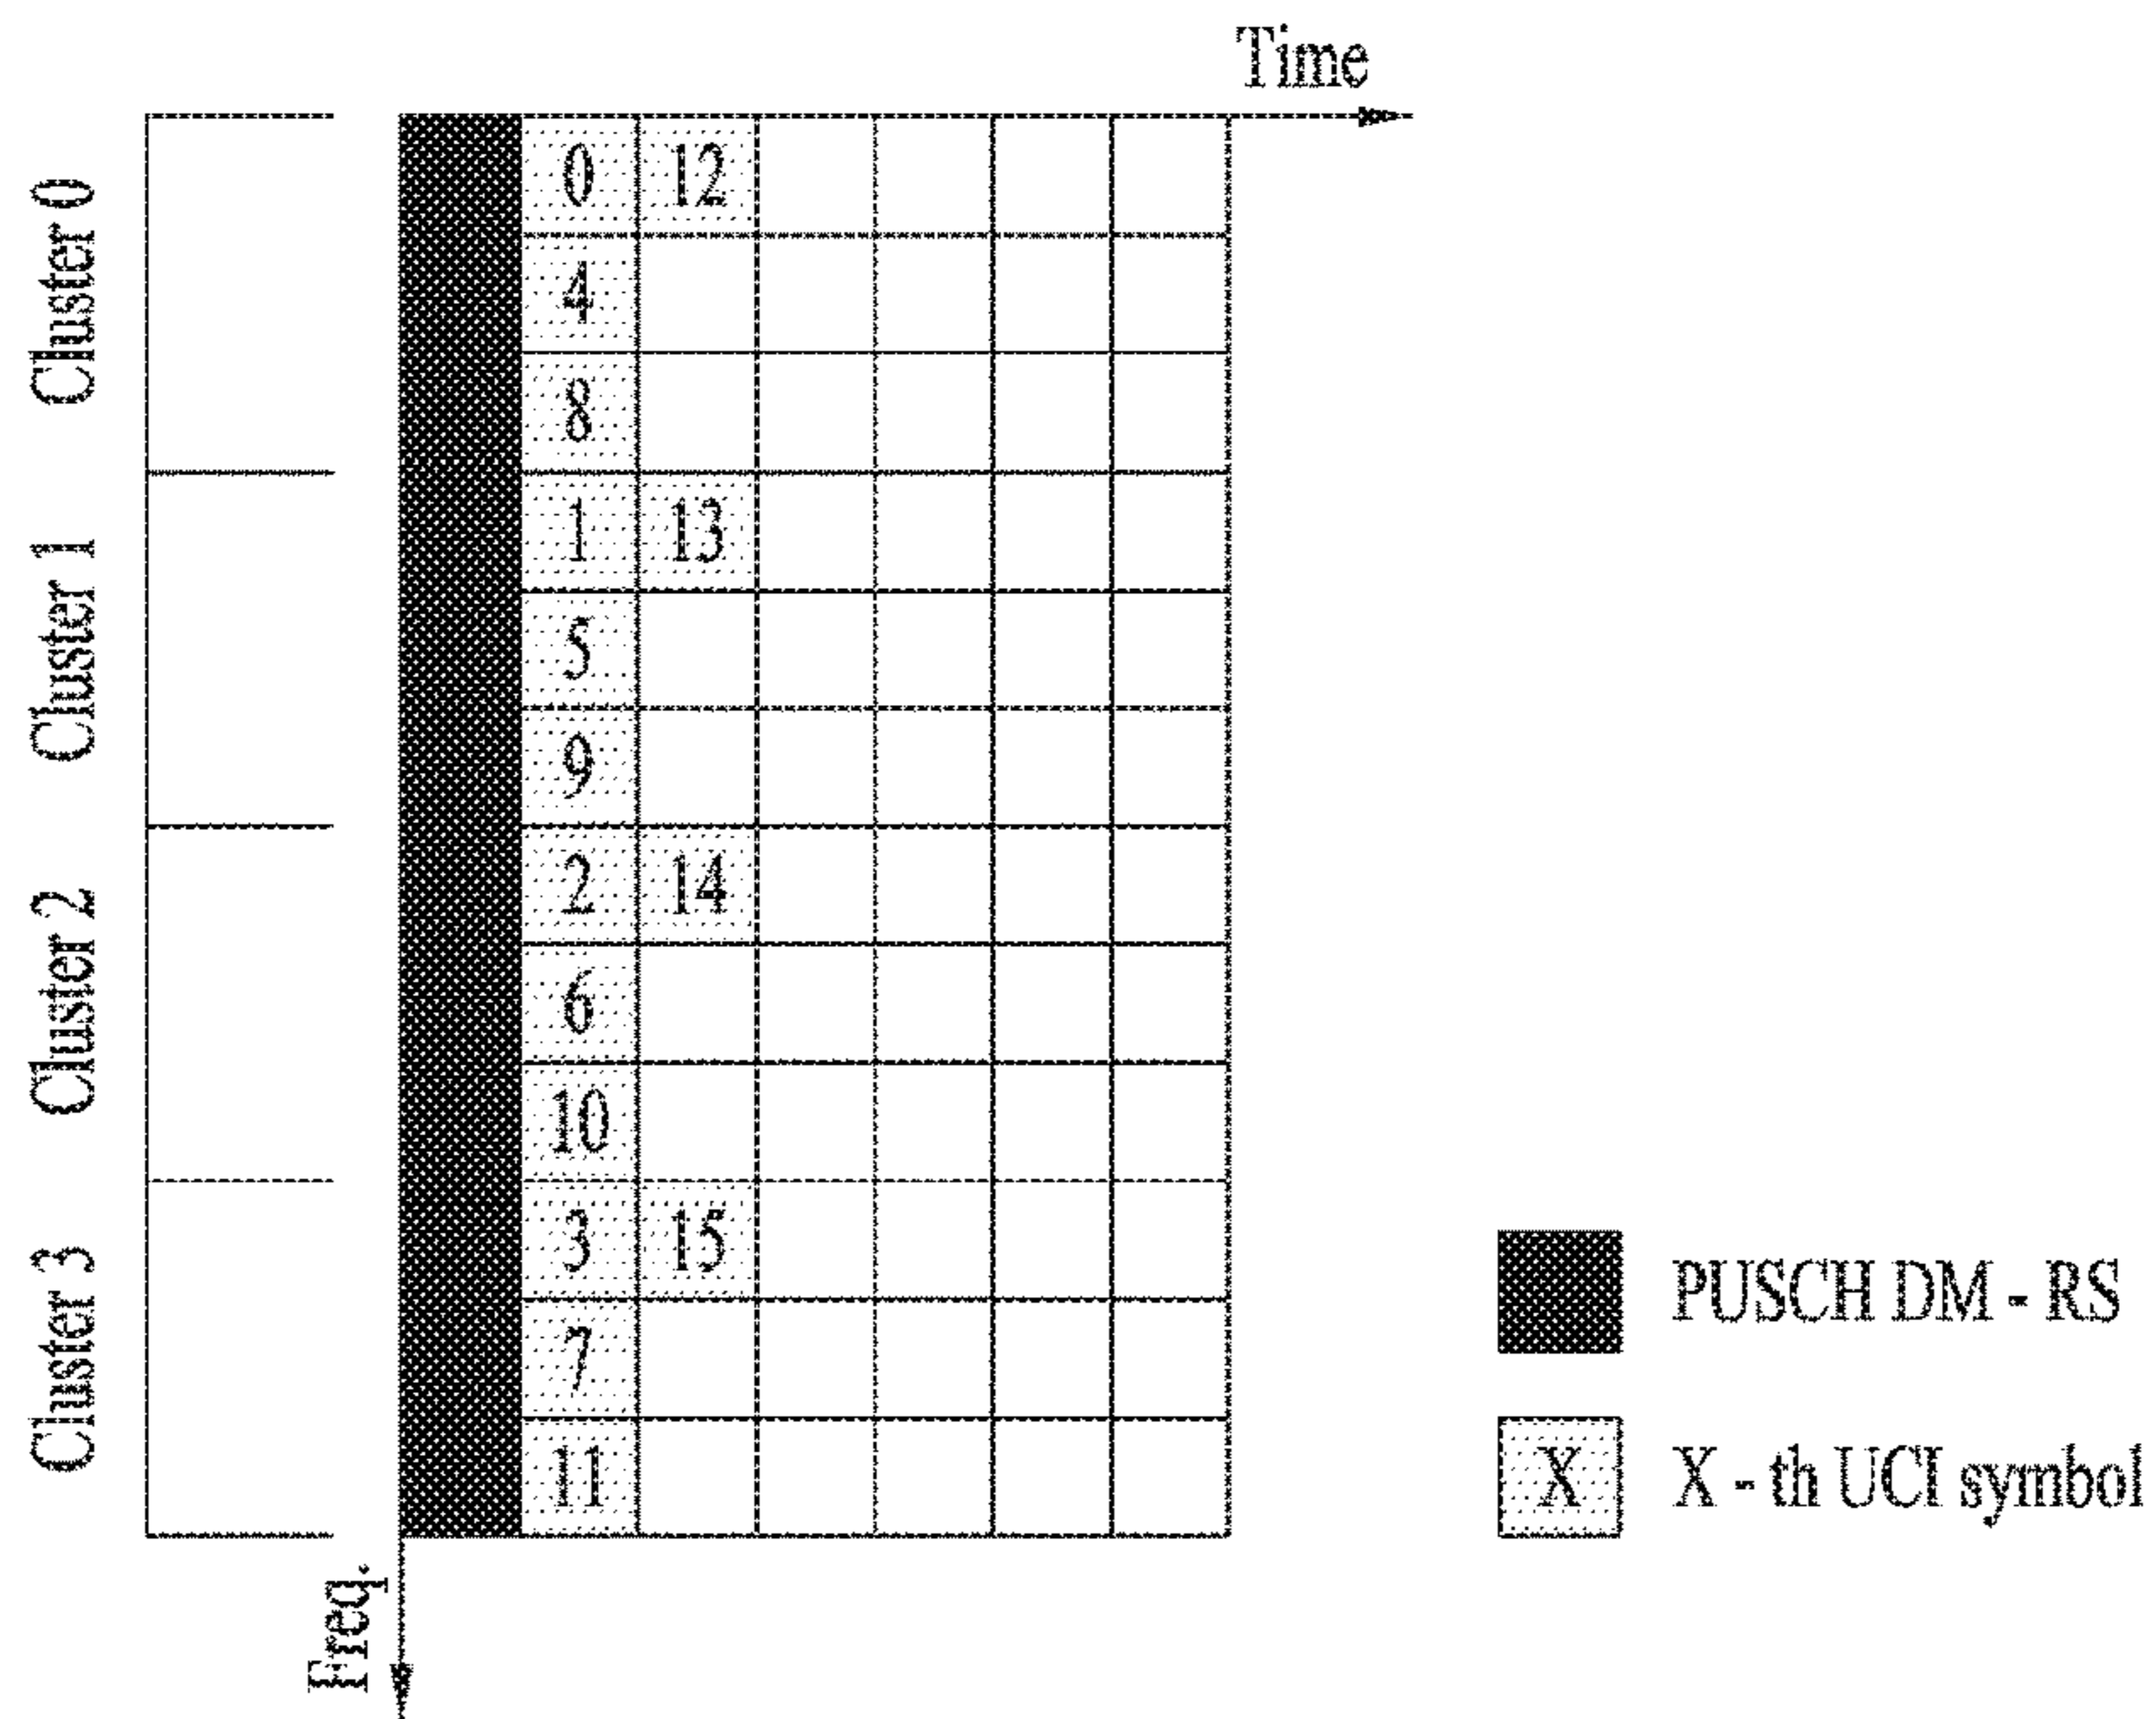 Time
Cluster 0
0 12
4
8
Cluster 1
1 13
5
9
Cluster 2
2 14
6
10
Cluster 3
3 15
7
11
PUSCH DM - RS
X X - th UCI symbol
Freq.